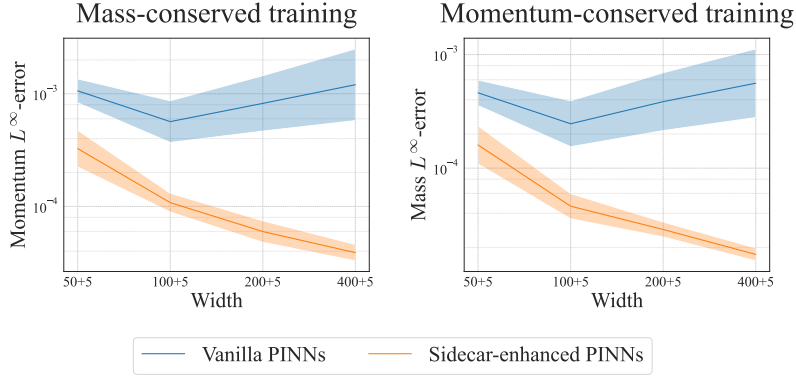 Mass-conserved training
Momentum L^∞-error
10⁻³
10⁻⁴
50+5
100+5
200+5
400+5
Width
Momentum-conserved training
Mass L^∞-error
10⁻³
10⁻⁴
50+5
100+5
200+5
400+5
Width
Vanilla PINNs
Sidecar-enhanced PINNs